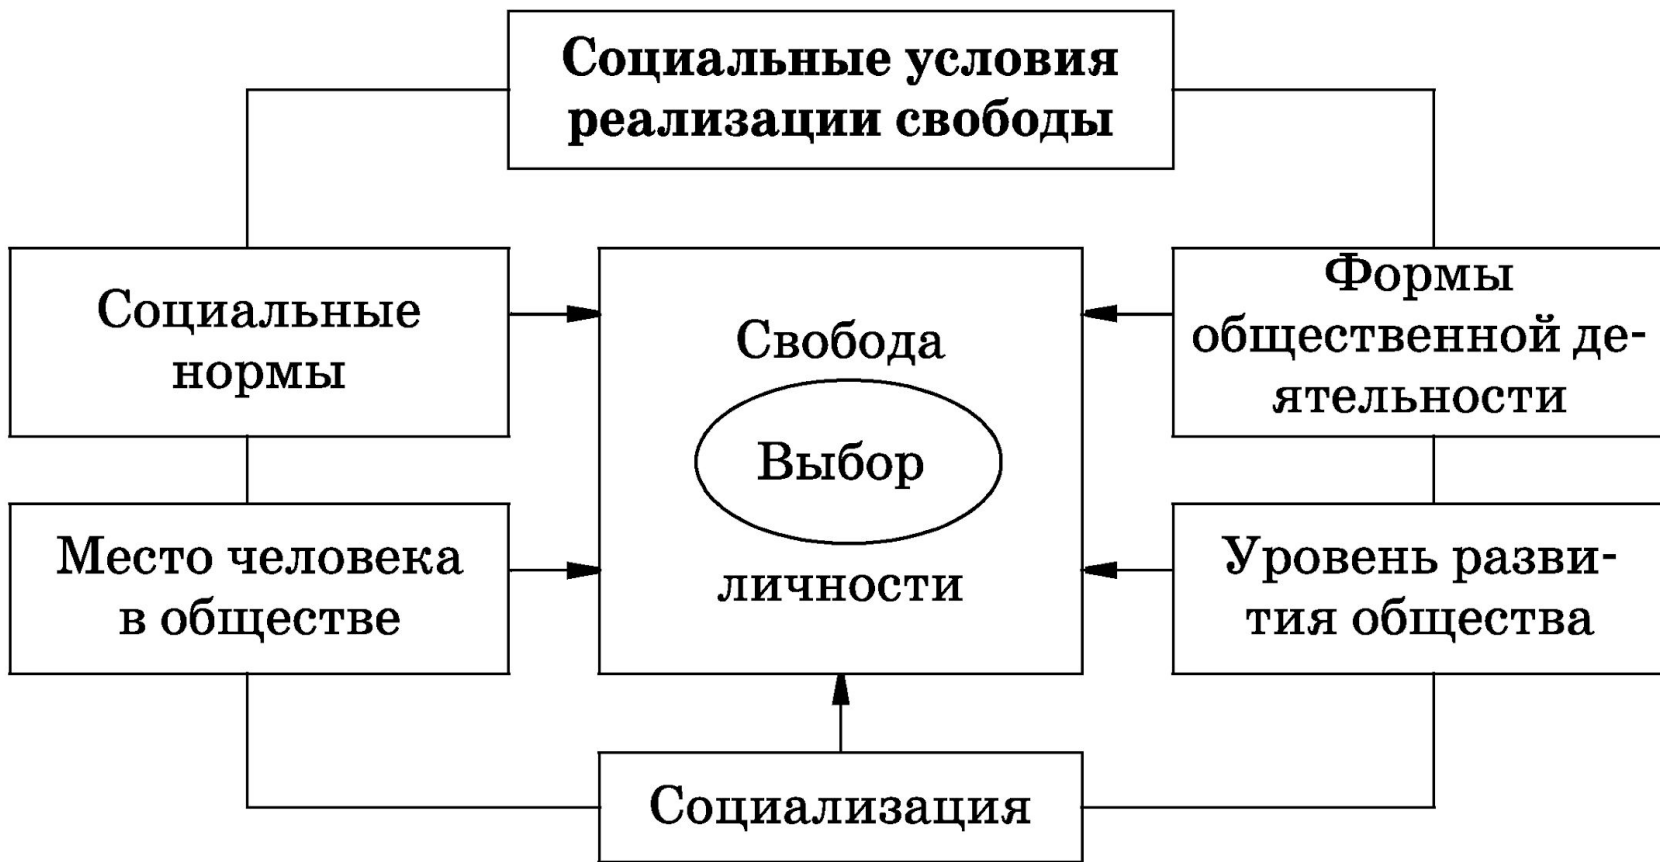 Социальные условия
реализации свободы
Социальные
нормы
Свобода
Выбор
личности
Формы
общественной де-
ятельности
Место человека
в обществе
Уровень разви-
тия общества
Социализация